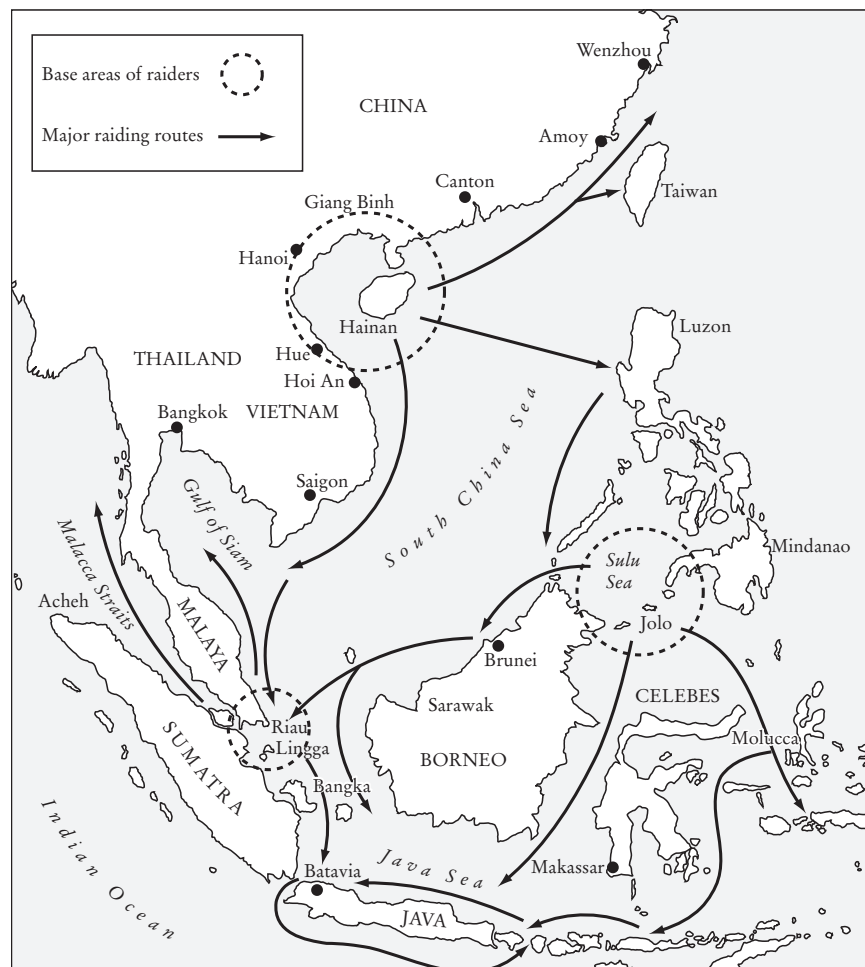 Base areas of raiders
Major raiding routes
Wenzhou
CHINA
Amoy
Canton
Taiwan
Giang Binh
Hanoi
Hainan
Luzon
Hue
THAILAND
Hoi An
VIETNAM
Bangkok
Saigon
South China Sea
Gulf of Siam
Malacca Straits
Mindanao
Sulu
Sea
Acheh
MALAYA
Jolo
Brunei
CELEBES
Sarawak
Riau
Lingga
Molucca
SUMATRA
BORNEO
Bangka
Indian Ocean
Java Sea
Batavia
Makassar
JAVA